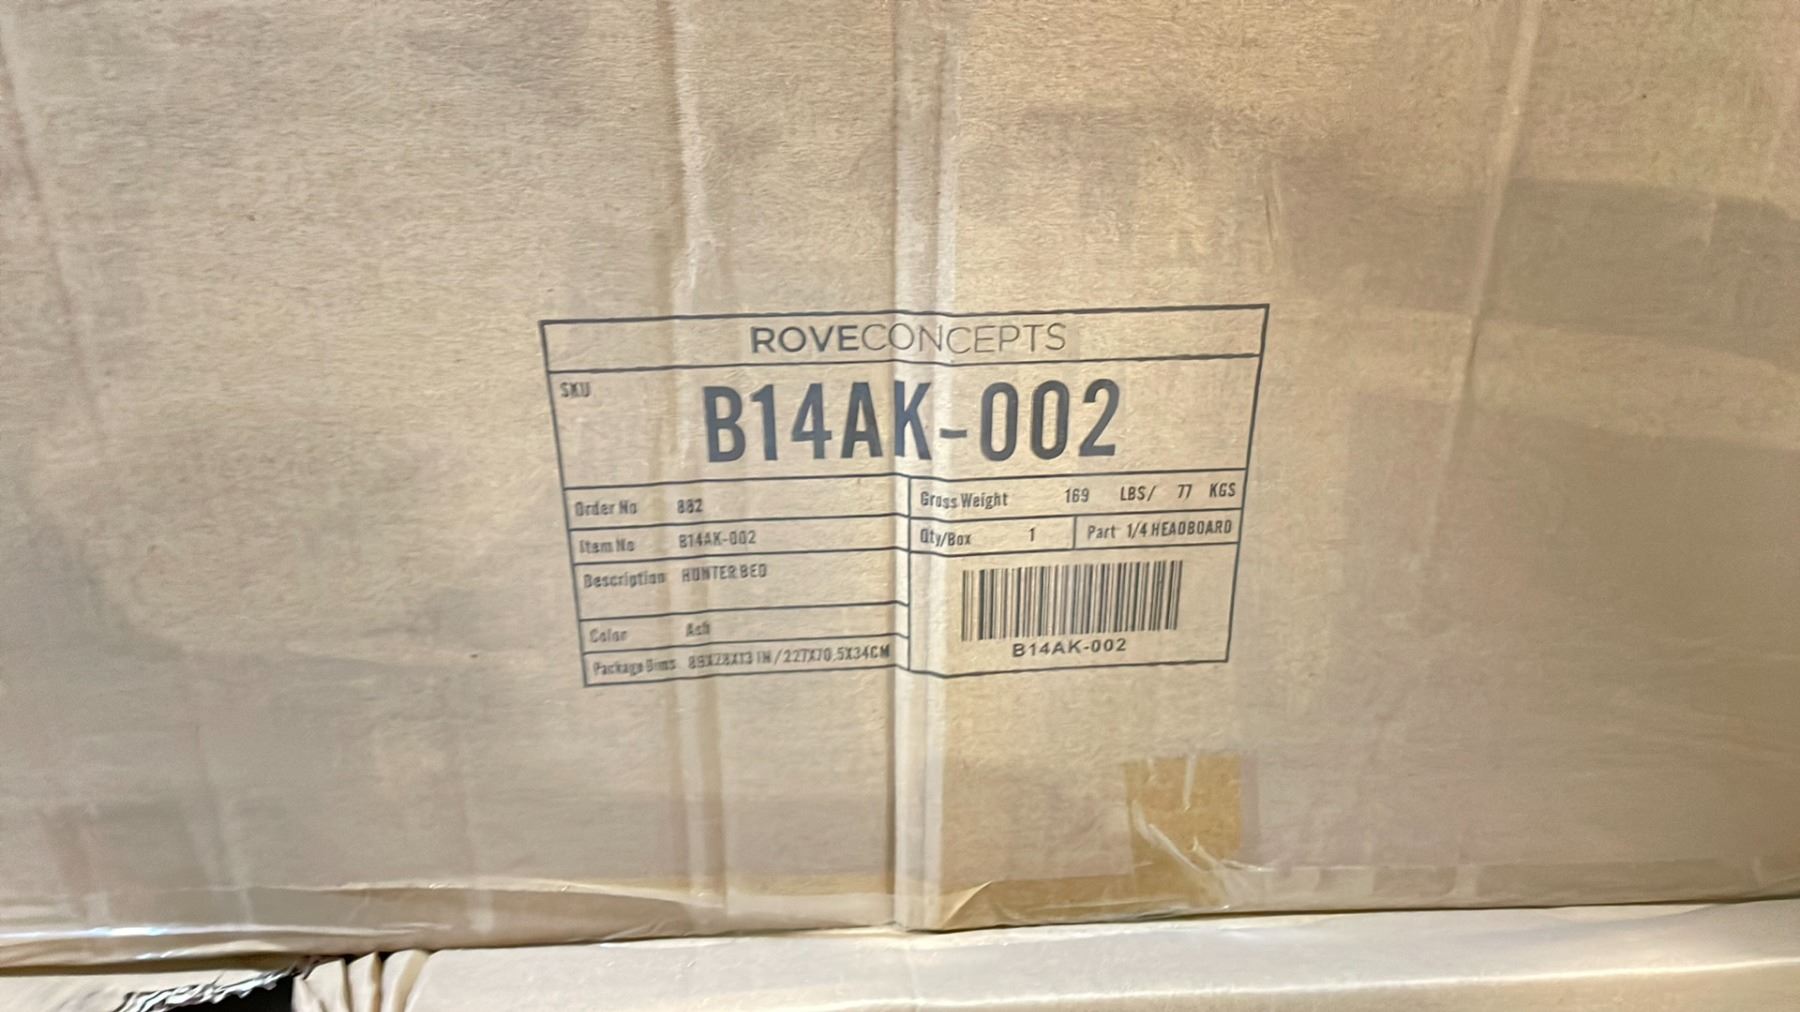 ROVECONCEPTS
SKU
B14AK-002
Order No 882
Gross Weight 169 LBS/ 77 KGS
Item No B14AK-002
Qty/Box 1 Part 1/4 HEADBOARD
Description HUNTER BED
Color Ash
Package Dims 89X28X13 IN/227X70.5X34CM
B14AK-002